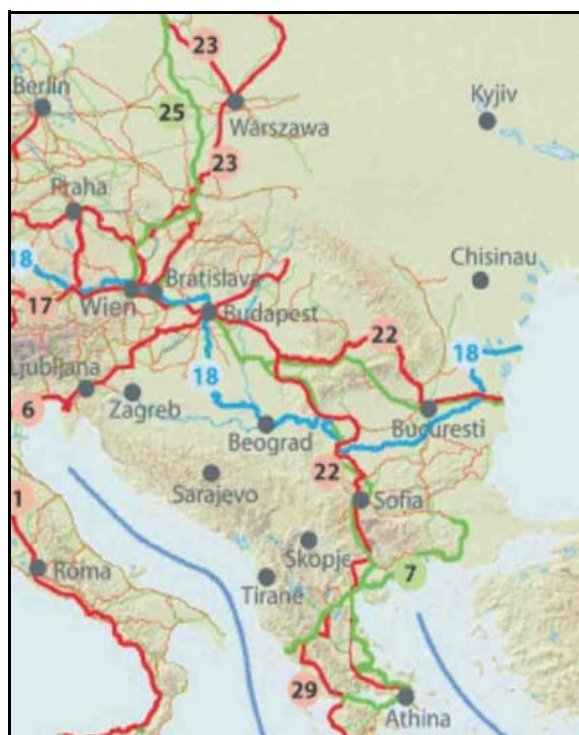 23
Berlin
25
Warszawa
Kyjiv
23
Praha
18
Chisinau
Bratislava
17
Wien
Budapest
22
18
Ljubljana
18
6
Zagreb
Beograd
Bucuresti
22
Sarajevo
1
Sofia
Skopje
Roma
Tirane
7
29
Athina